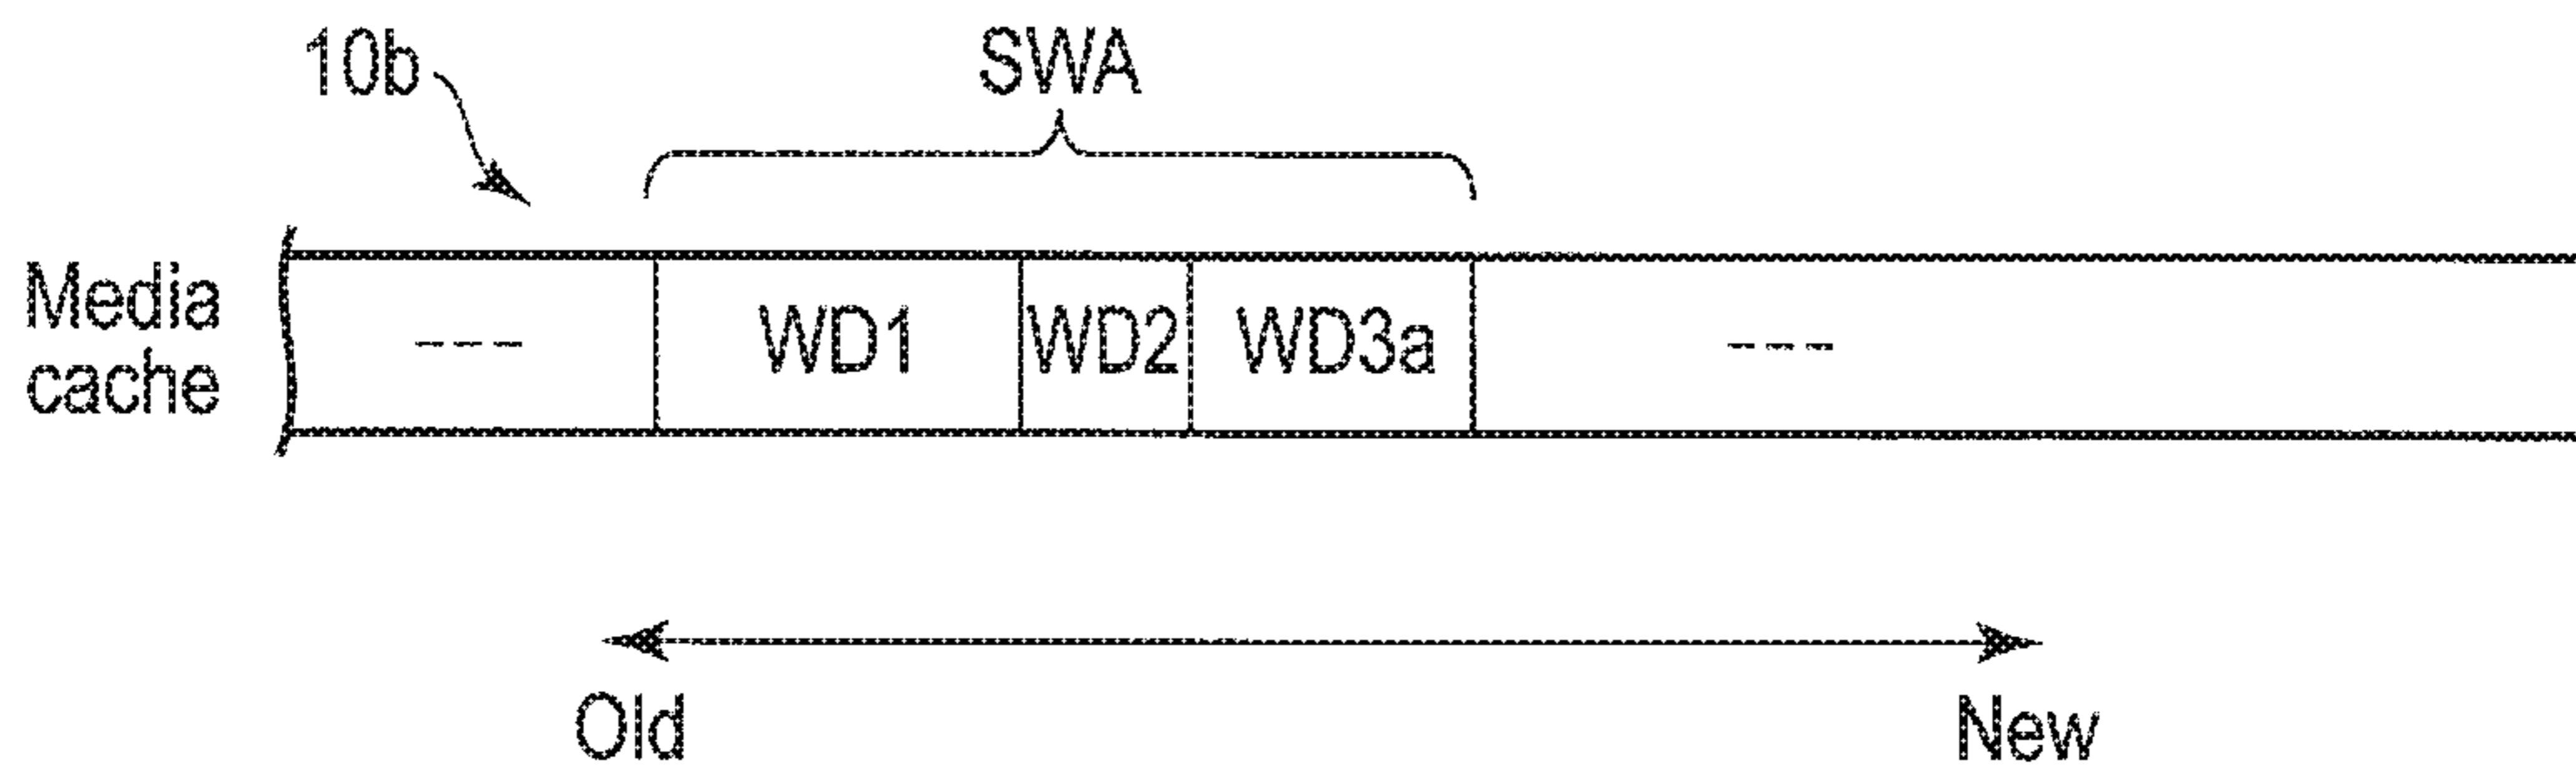 10b
SWA
Media
cache
--- WD1 WD2 WD3a ---
Old New